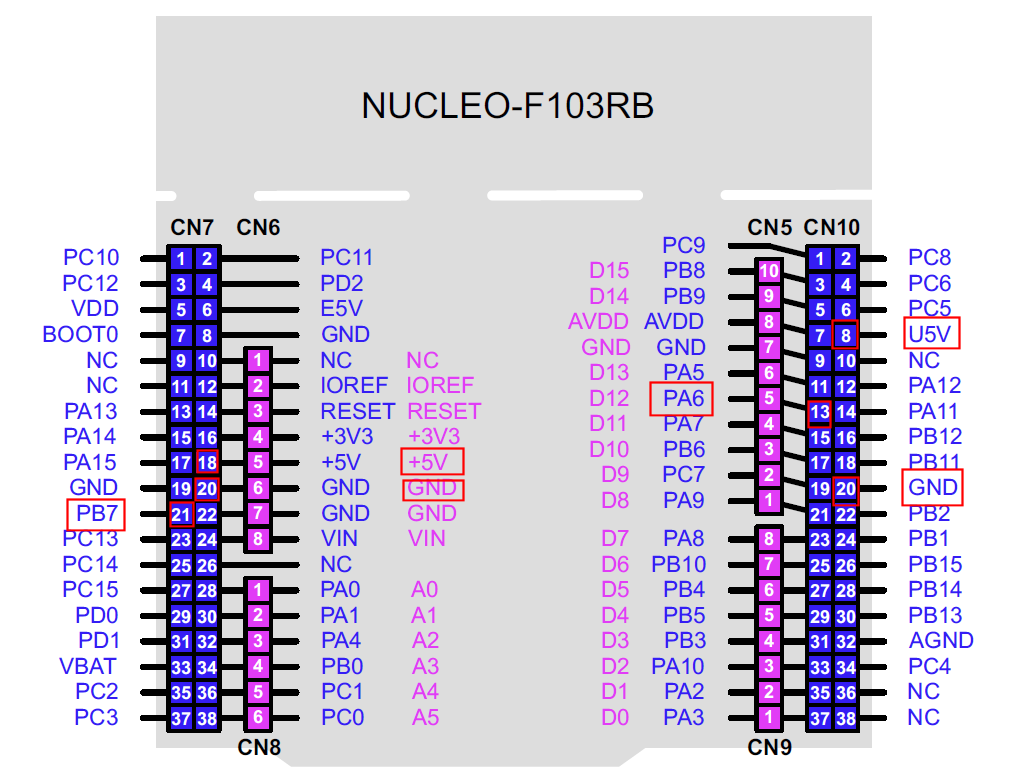 NUCLEO-F103RB
CN7 CN6 CN5 CN10
PC9
PC10 1 2 PC11 1 2 PC8
D15 PB8 10
PC12 3 4 PD2 3 4 PC6
D14 PB9 9
VDD 5 6 E5V 5 6 PC5
AVDD AVDD 8
BOOT0 7 8 GND 7 8 U5V
GND GND 7
NC 9 10 1 NC NC 9 10 NC
D13 PA5 6
NC 11 12 2 IOREF IOREF 11 12 PA12
D12 PA6 5
PA13 13 14 3 RESET RESET 13 14 PA11
D11 PA7 4
PA14 15 16 4 +3V3 +3V3 15 16 PB12
D10 PB6 3
PA15 17 18 5 +5V +5V 17 18 PB11
D9 PC7 2
GND 19 20 6 GND GND 19 20 GND
D8 PA9 1
PB7 21 22 7 GND GND 21 22 PB2
PC13 23 24 8 VIN VIN D7 PA8 8 23 24 PB1
PC14 25 26 NC D6 PB10 7 25 26 PB15
PC15 27 28 1 PA0 A0 D5 PB4 6 27 28 PB14
PD0 29 30 2 PA1 A1 D4 PB5 5 29 30 PB13
PD1 31 32 3 PA4 A2 D3 PB3 4 31 32 AGND
VBAT 33 34 4 PB0 A3 D2 PA10 3 33 34 PC4
PC2 35 36 5 PC1 A4 D1 PA2 2 35 36 NC
PC3 37 38 6 PC0 A5 D0 PA3 1 37 38 NC
CN8 CN9